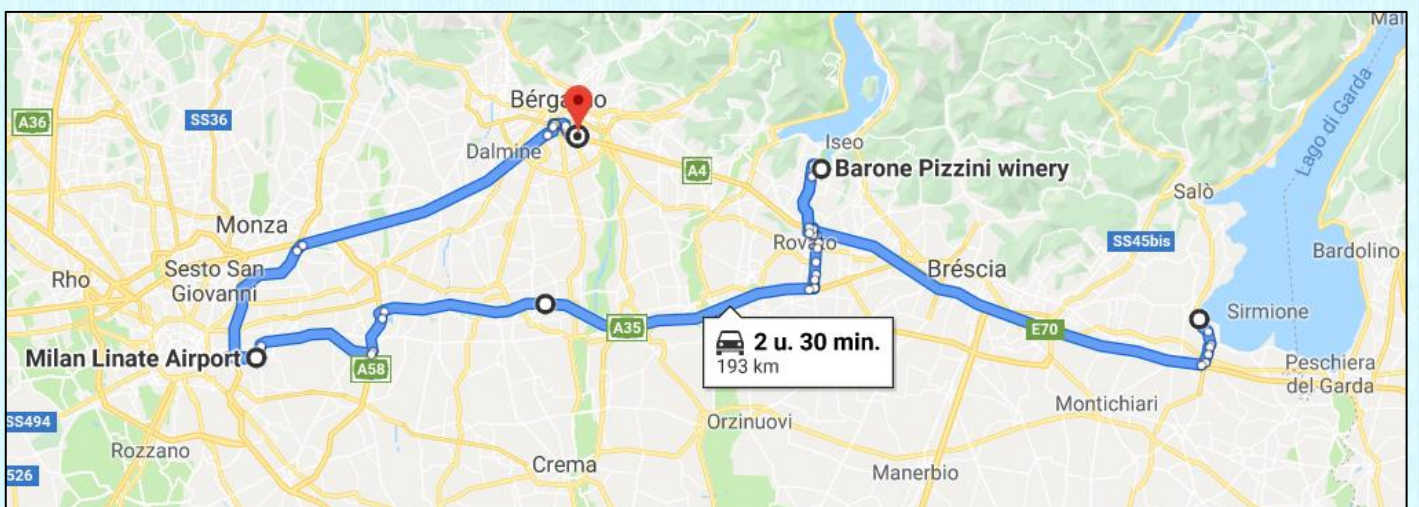 Mal
Bérga o
A36
SS36
Dalmine
A4
Iseo
Barone Pizzini winery
Lago di Garda
Salò
Monza
Rovato
SS45bis
Bardolino
Rho
Sesto San
Giovanni
Bréscia
Sirmione
A35
E70
2 u. 30 min.
193 km
Milan Linate Airport
A58
Peschiera
del Garda
Montichiari
SS494
Orzinuovi
Rozzano
Crema
Manerbio
526